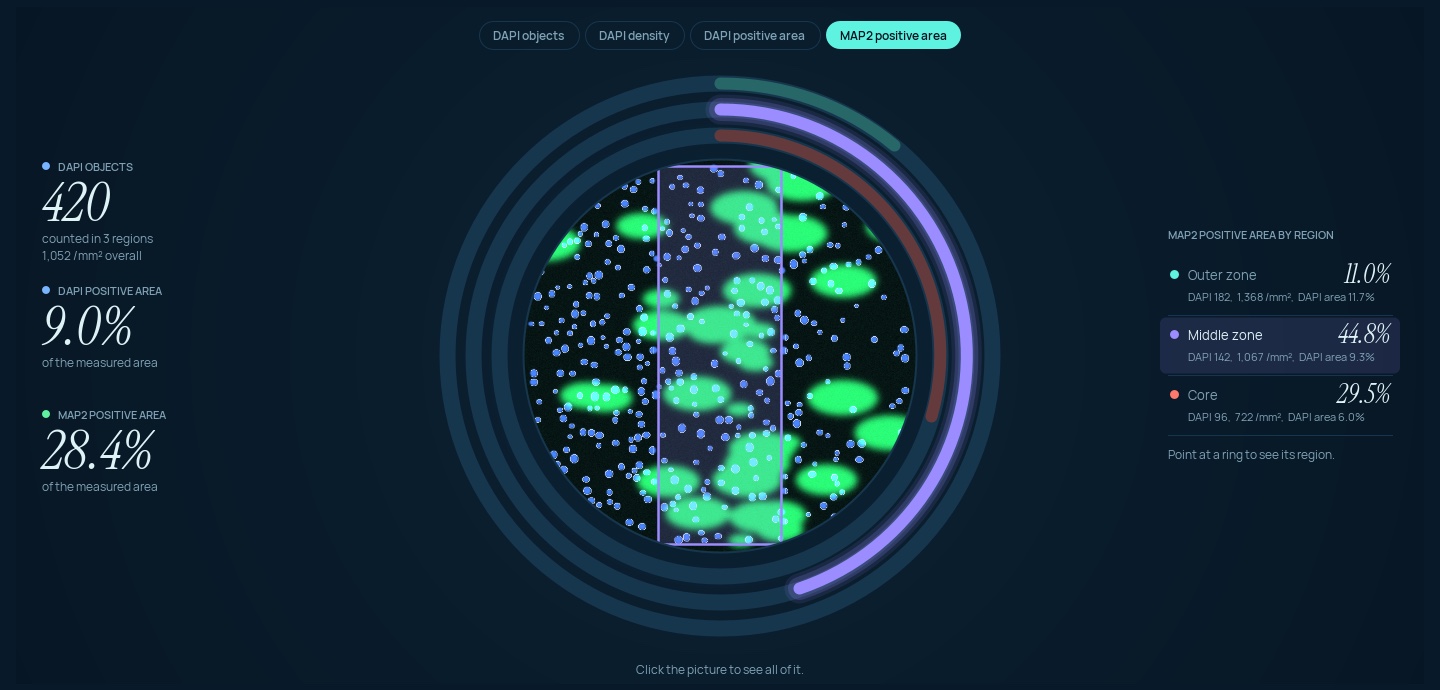 DAPI objects
DAPI density
DAPI positive area
MAP2 positive area
DAPI OBJECTS
420
counted in 3 regions
1,052 /mm² overall
DAPI POSITIVE AREA
9.0%
of the measured area
MAP2 POSITIVE AREA
28.4%
of the measured area
MAP2 POSITIVE AREA BY REGION
Outer zone 11.0%
DAPI 182, 1,368 /mm², DAPI area 11.7%
Middle zone 44.8%
DAPI 142, 1,067 /mm², DAPI area 9.3%
Core 29.5%
DAPI 96, 722 /mm², DAPI area 6.0%
Point at a ring to see its region.
Click the picture to see all of it.